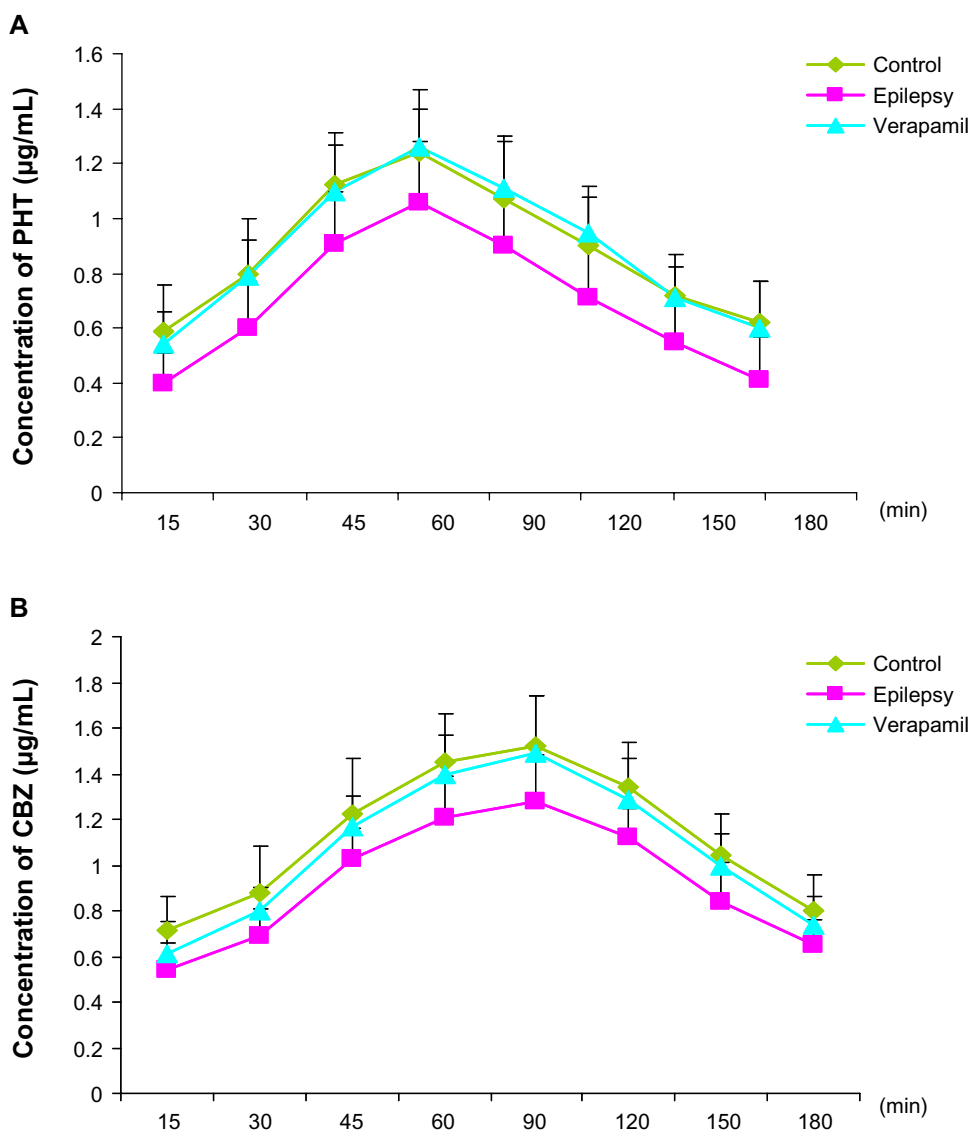 A
Concentration of PHT (µg/mL)
1.6
1.4
1.2
1
0.8
0.6
0.4
0.2
0
15 30 45 60 90 120 150 180 (min)
Control
Epilepsy
Verapamil
B
Concentration of CBZ (µg/mL)
2
1.8
1.6
1.4
1.2
1
0.8
0.6
0.4
0.2
0
15 30 45 60 90 120 150 180 (min)
Control
Epilepsy
Verapamil